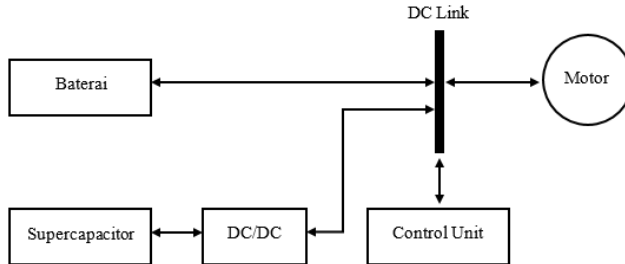 DC Link
Baterai
Motor
Supercapacitor
DC/DC
Control Unit